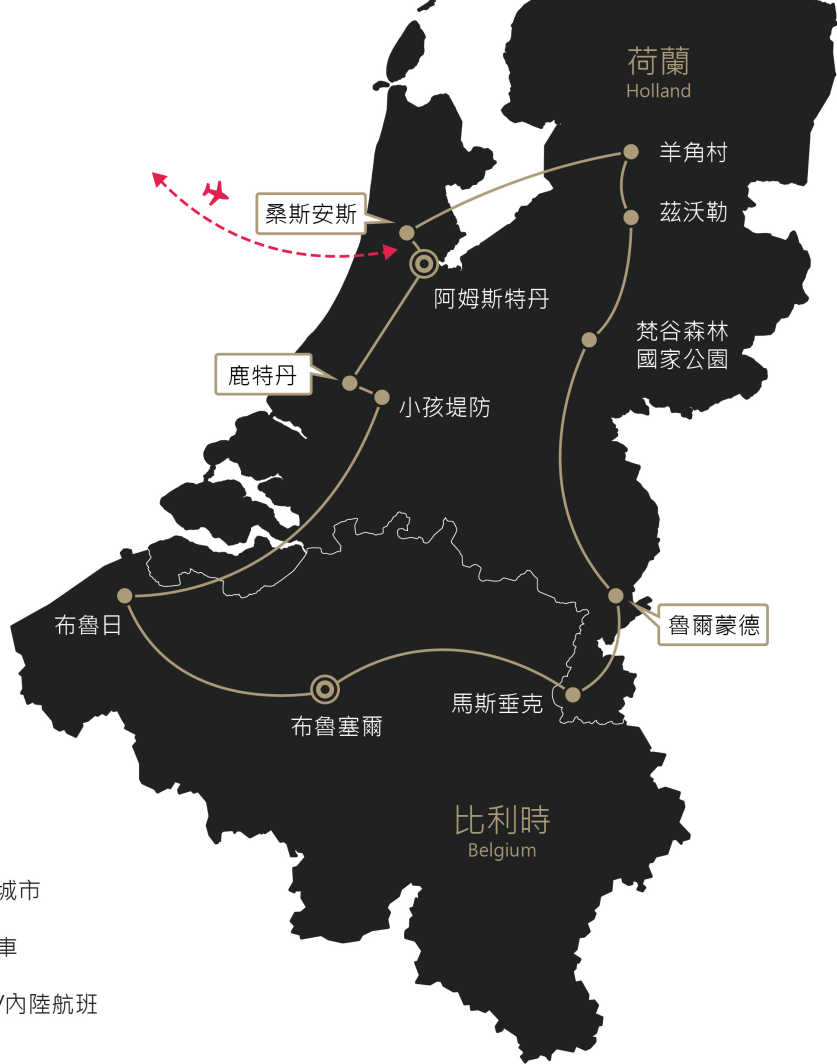 荷蘭
Holland
羊角村
茲沃勒
桑斯安斯
阿姆斯特丹
梵谷森林
國家公園
鹿特丹
小孩堤防
布魯日
魯爾蒙德
馬斯垂克
布魯塞爾
比利時
Belgium
城市
車
/內陸航班